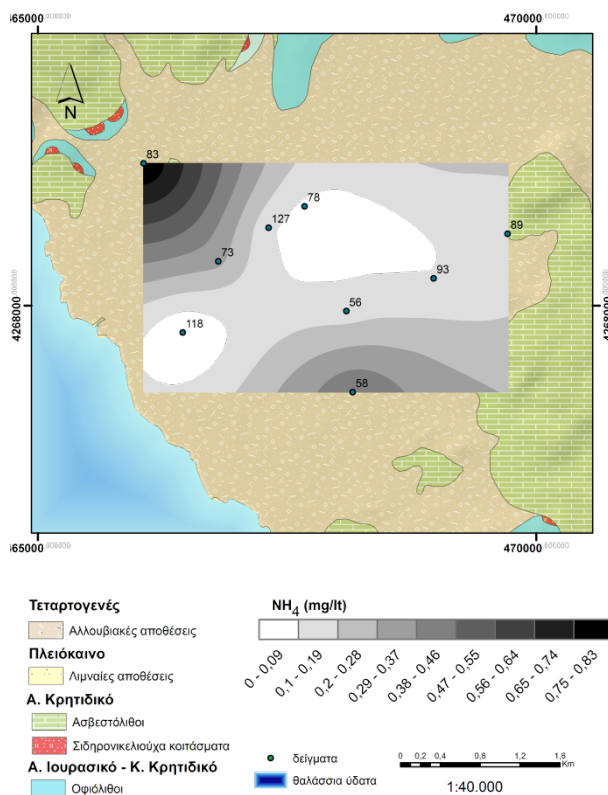 465000
470000
N
83
78
127
89
73
93
56
118
58
4268000
4268000
465000
470000
Τεταρτογενές
Αλλουβιακές αποθέσεις
Πλειόκαινο
Λιμναίες αποθέσεις
Α. Κρητιδικό
Ασβεστόλιθοι
Σιδηρονικελιούχα κοιτάσματα
Α. Ιουρασικό - Κ. Κρητιδικό
Οφιόλιθοι
NH4 (mg/lt)
0 - 0,09
0,1 - 0,19
0,2 - 0,28
0,29 - 0,37
0,38 - 0,46
0,47 - 0,55
0,56 - 0,64
0,65 - 0,74
0,75 - 0,83
δείγματα
θαλάσσια ύδατα
0 0,2 0,4 0,8 1,2 1,6
Km
1:40.000